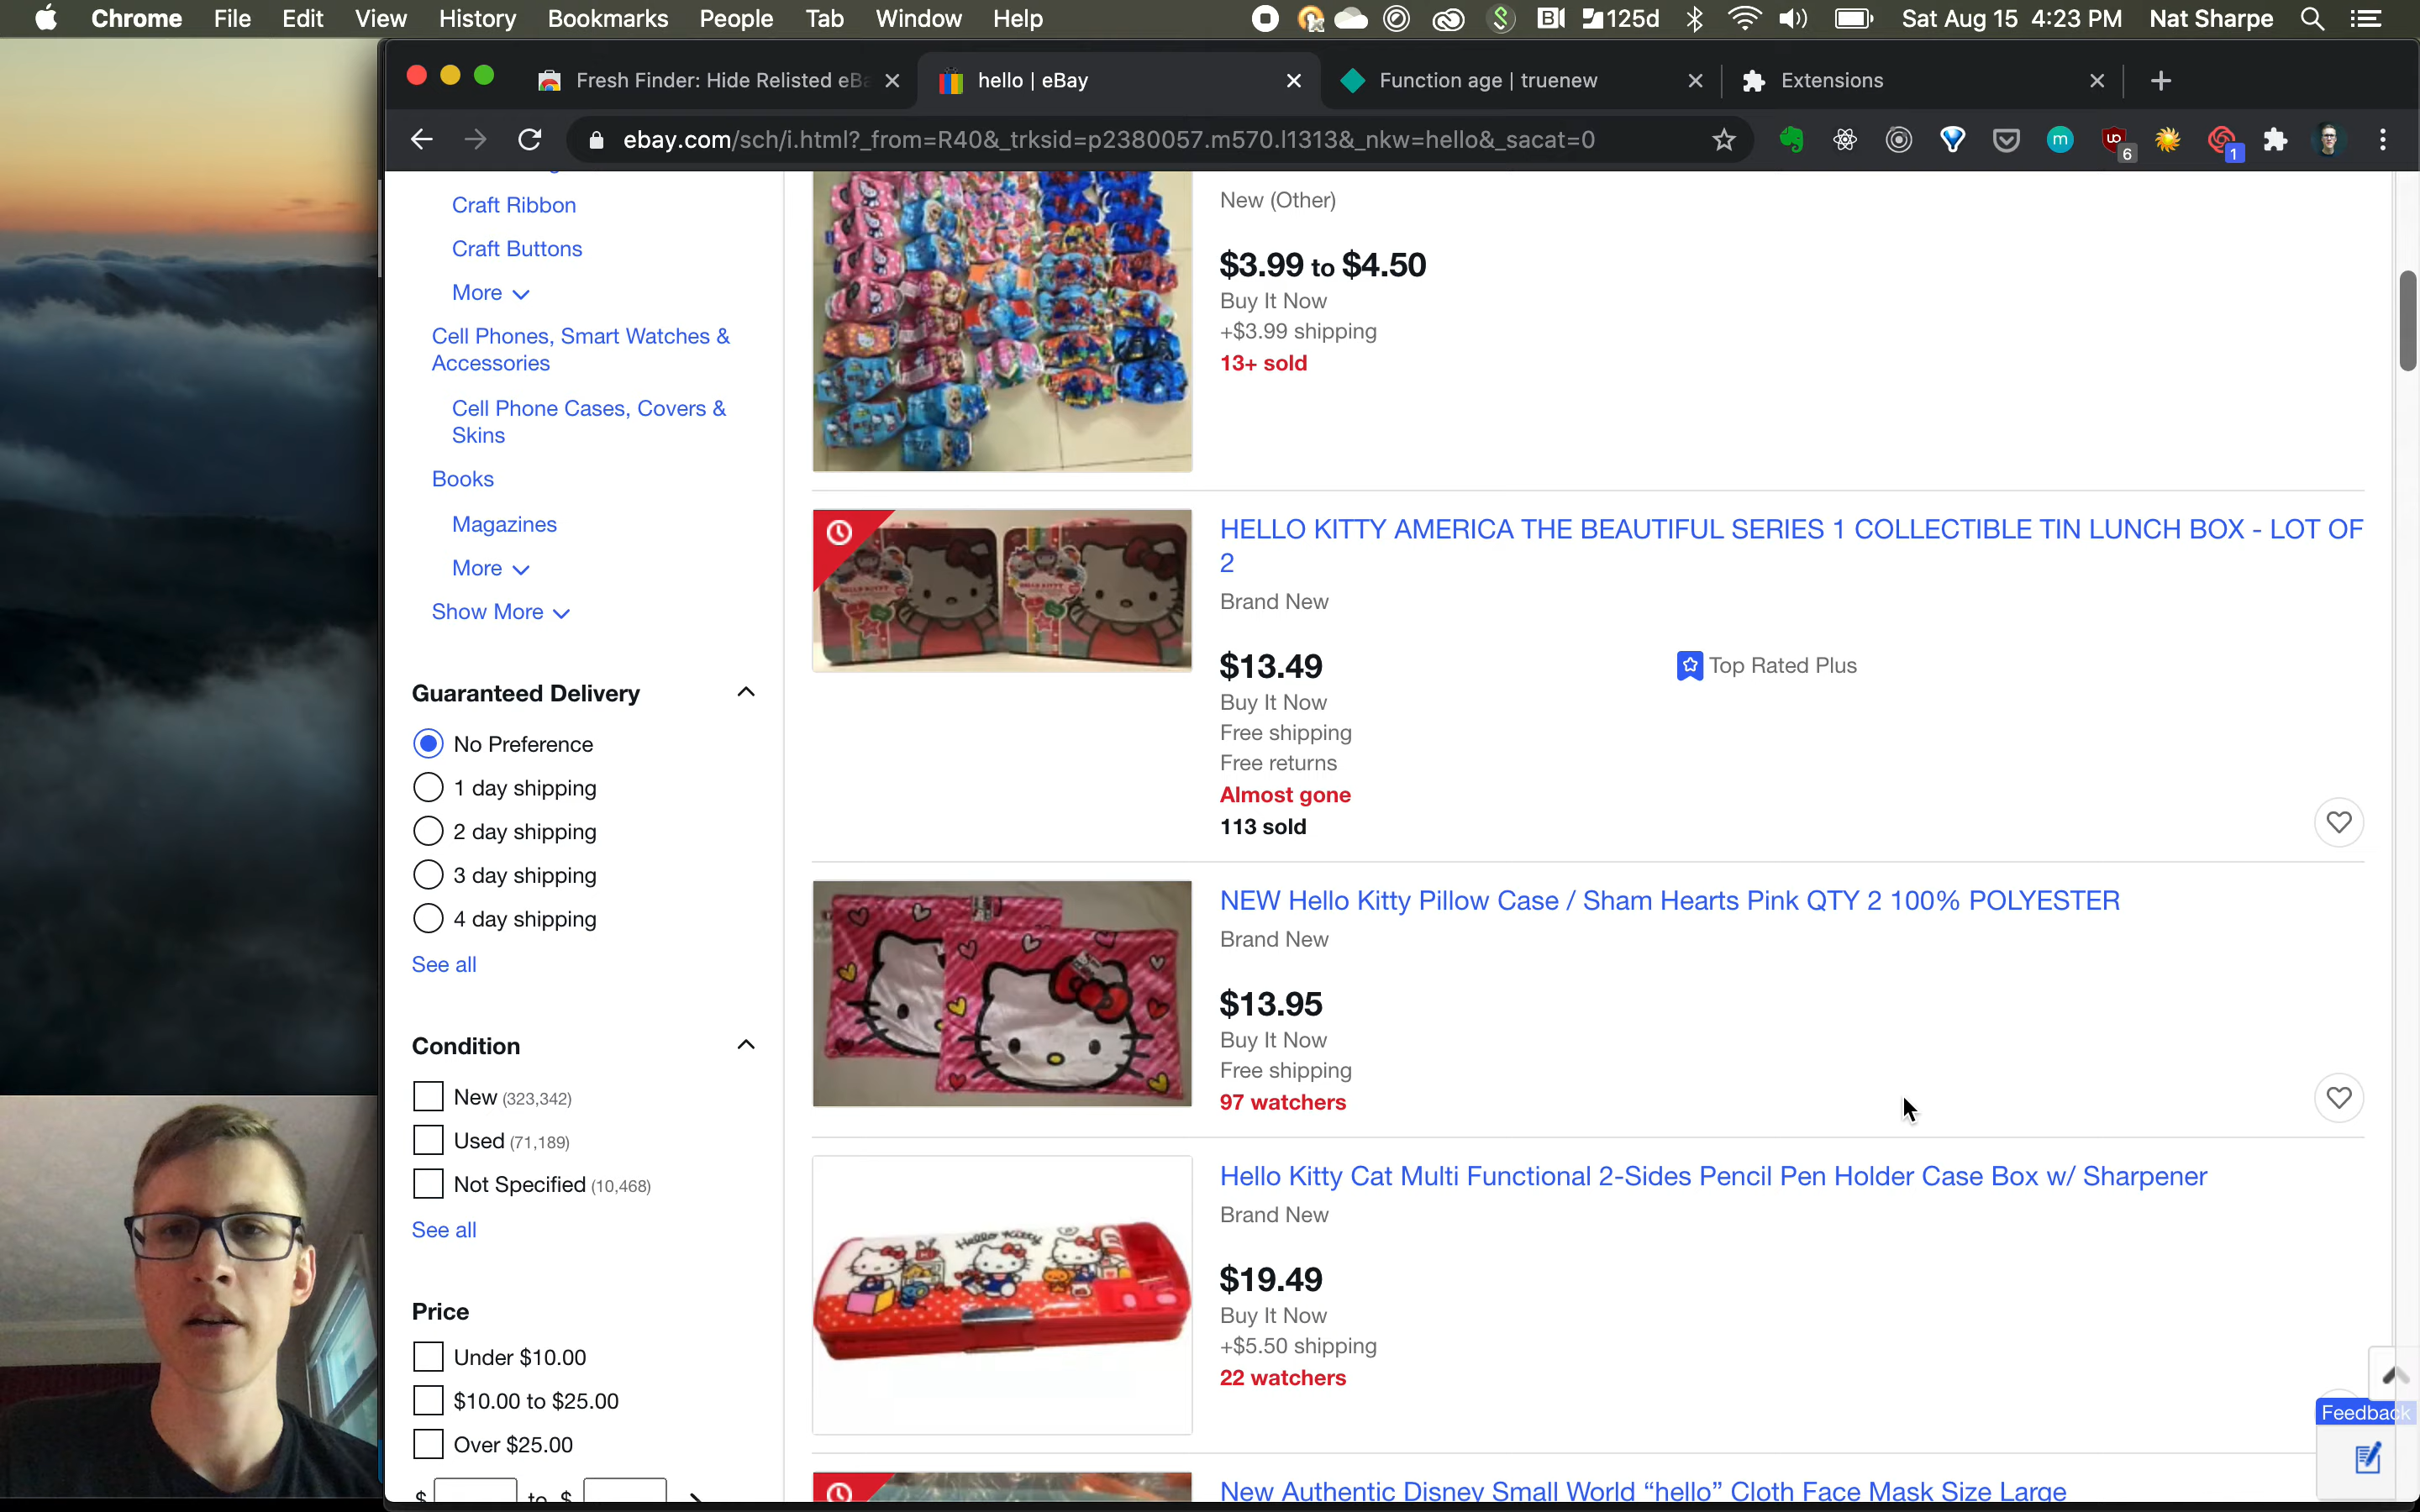 Chrome File Edit View History Bookmarks People Tab Window Help 125d Sat Aug 15 4:23 PM Nat Sharpe
Fresh Finder: Hide Relisted eBa
hello | eBay
Function age | truenew
Extensions
ebay.com/sch/i.html?_from=R40&_trksid=p2380057.m570.l1313&_nkw=hello&_sacat=0
m
6
1
Craft Ribbon
Craft Buttons
More
Cell Phones, Smart Watches &
Accessories
Cell Phone Cases, Covers &
Skins
Books
Magazines
More
Show More
Guaranteed Delivery
No Preference
1 day shipping
2 day shipping
3 day shipping
4 day shipping
See all
Condition
New (323,342)
Used (71,189)
Not Specified (10,468)
See all
Price
Under $10.00
$10.00 to $25.00
Over $25.00
$ to $
New (Other)
$3.99 to $4.50
Buy It Now
+$3.99 shipping
13+ sold
HELLO KITTY AMERICA THE BEAUTIFUL SERIES 1 COLLECTIBLE TIN LUNCH BOX - LOT OF
2
Brand New
$13.49
Top Rated Plus
Buy It Now
Free shipping
Free returns
Almost gone
113 sold
NEW Hello Kitty Pillow Case / Sham Hearts Pink QTY 2 100% POLYESTER
Brand New
$13.95
Buy It Now
Free shipping
97 watchers
Hello Kitty
Hello Kitty Cat Multi Functional 2-Sides Pencil Pen Holder Case Box w/ Sharpener
Brand New
$19.49
Buy It Now
+$5.50 shipping
22 watchers
New Authentic Disney Small World “hello” Cloth Face Mask Size Large
Feedback